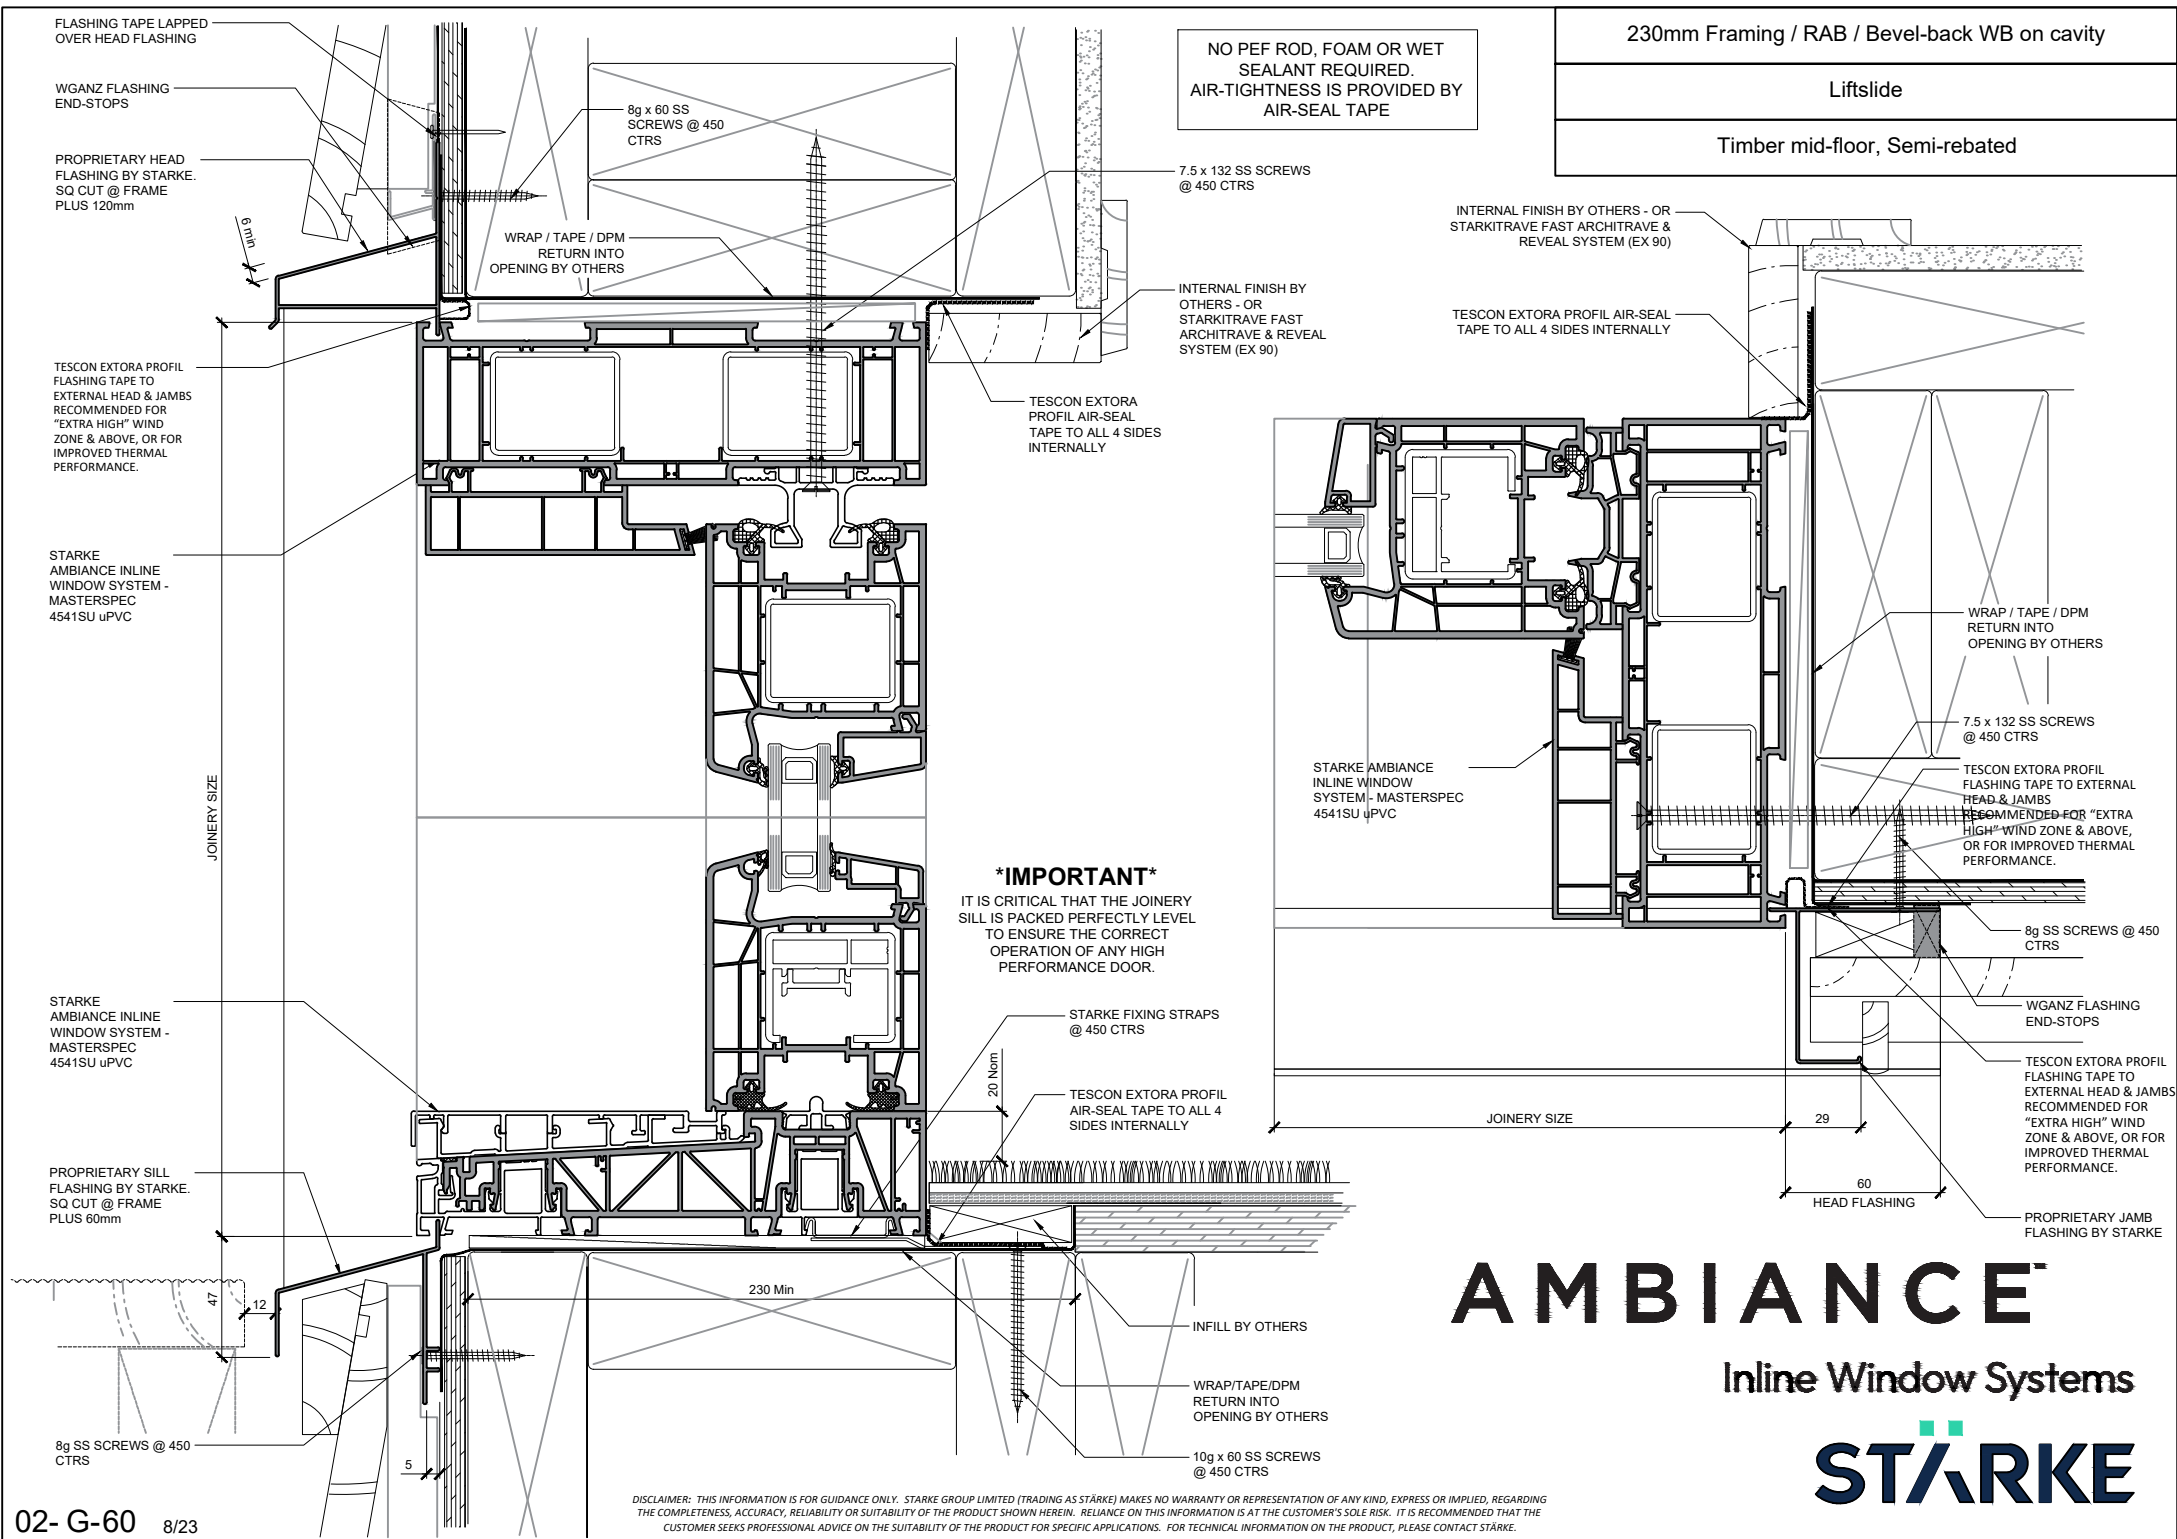 FLASHING TAPE LAPPED
OVER HEAD FLASHING
WGANZ FLASHING
END-STOPS
PROPRIETARY HEAD
FLASHING BY STARKE.
SQ CUT @ FRAME
PLUS 120mm
6 min
8g x 60 SS
SCREWS @ 450
CTRS
WRAP / TAPE / DPM
RETURN INTO
OPENING BY OTHERS
NO PEF ROD, FOAM OR WET
SEALANT REQUIRED.
AIR-TIGHTNESS IS PROVIDED BY
AIR-SEAL TAPE
230mm Framing / RAB / Bevel-back WB on cavity
Liftslide
Timber mid-floor, Semi-rebated
7.5 x 132 SS SCREWS
@ 450 CTRS
INTERNAL FINISH BY
OTHERS - OR
STARKITRAVE FAST
ARCHITRAVE & REVEAL
SYSTEM (EX 90)
TESCON EXTORA
PROFIL AIR-SEAL
TAPE TO ALL 4 SIDES
INTERNALLY
TESCON EXTORA PROFIL
FLASHING TAPE TO
EXTERNAL HEAD & JAMBS
RECOMMENDED FOR
“EXTRA HIGH” WIND
ZONE & ABOVE, OR FOR
IMPROVED THERMAL
PERFORMANCE.
STARKE
AMBIANCE INLINE
WINDOW SYSTEM -
MASTERSPEC
4541SU uPVC
JOINERY SIZE
STARKE
AMBIANCE INLINE
WINDOW SYSTEM -
MASTERSPEC
4541SU uPVC
PROPRIETARY SILL
FLASHING BY STARKE.
SQ CUT @ FRAME
PLUS 60mm
47
12
8g SS SCREWS @ 450
CTRS
5
230 Min
*IMPORTANT*
IT IS CRITICAL THAT THE JOINERY
SILL IS PACKED PERFECTLY LEVEL
TO ENSURE THE CORRECT
OPERATION OF ANY HIGH
PERFORMANCE DOOR.
STARKE FIXING STRAPS
@ 450 CTRS
20 Nom
TESCON EXTORA PROFIL
AIR-SEAL TAPE TO ALL 4
SIDES INTERNALLY
INFILL BY OTHERS
WRAP/TAPE/DPM
RETURN INTO
OPENING BY OTHERS
10g x 60 SS SCREWS
@ 450 CTRS
INTERNAL FINISH BY OTHERS - OR
STARKITRAVE FAST ARCHITRAVE &
REVEAL SYSTEM (EX 90)
TESCON EXTORA PROFIL AIR-SEAL
TAPE TO ALL 4 SIDES INTERNALLY
WRAP / TAPE / DPM
RETURN INTO
OPENING BY OTHERS
7.5 x 132 SS SCREWS
@ 450 CTRS
STARKE AMBIANCE
INLINE WINDOW
SYSTEM - MASTERSPEC
4541SU uPVC
TESCON EXTORA PROFIL
FLASHING TAPE TO EXTERNAL
HEAD & JAMBS
RECOMMENDED FOR “EXTRA
HIGH” WIND ZONE & ABOVE,
OR FOR IMPROVED THERMAL
PERFORMANCE.
8g SS SCREWS @ 450
CTRS
WGANZ FLASHING
END-STOPS
TESCON EXTORA PROFIL
FLASHING TAPE TO
EXTERNAL HEAD & JAMBS
RECOMMENDED FOR
“EXTRA HIGH” WIND
ZONE & ABOVE, OR FOR
IMPROVED THERMAL
PERFORMANCE.
JOINERY SIZE
29
60
HEAD FLASHING
PROPRIETARY JAMB
FLASHING BY STARKE
AMBIANCE™
Inline Window Systems
STÄRKE
DISCLAIMER: THIS INFORMATION IS FOR GUIDANCE ONLY. STARKE GROUP LIMITED (TRADING AS STÄRKE) MAKES NO WARRANTY OR REPRESENTATION OF ANY KIND, EXPRESS OR IMPLIED, REGARDING
THE COMPLETENESS, ACCURACY, RELIABILITY OR SUITABILITY OF THE PRODUCT SHOWN HEREIN. RELIANCE ON THIS INFORMATION IS AT THE CUSTOMER'S SOLE RISK. IT IS RECOMMENDED THAT THE
CUSTOMER SEEKS PROFESSIONAL ADVICE ON THE SUITABILITY OF THE PRODUCT FOR SPECIFIC APPLICATIONS. FOR TECHNICAL INFORMATION ON THE PRODUCT, PLEASE CONTACT STÄRKE.
02- G-60 8/23